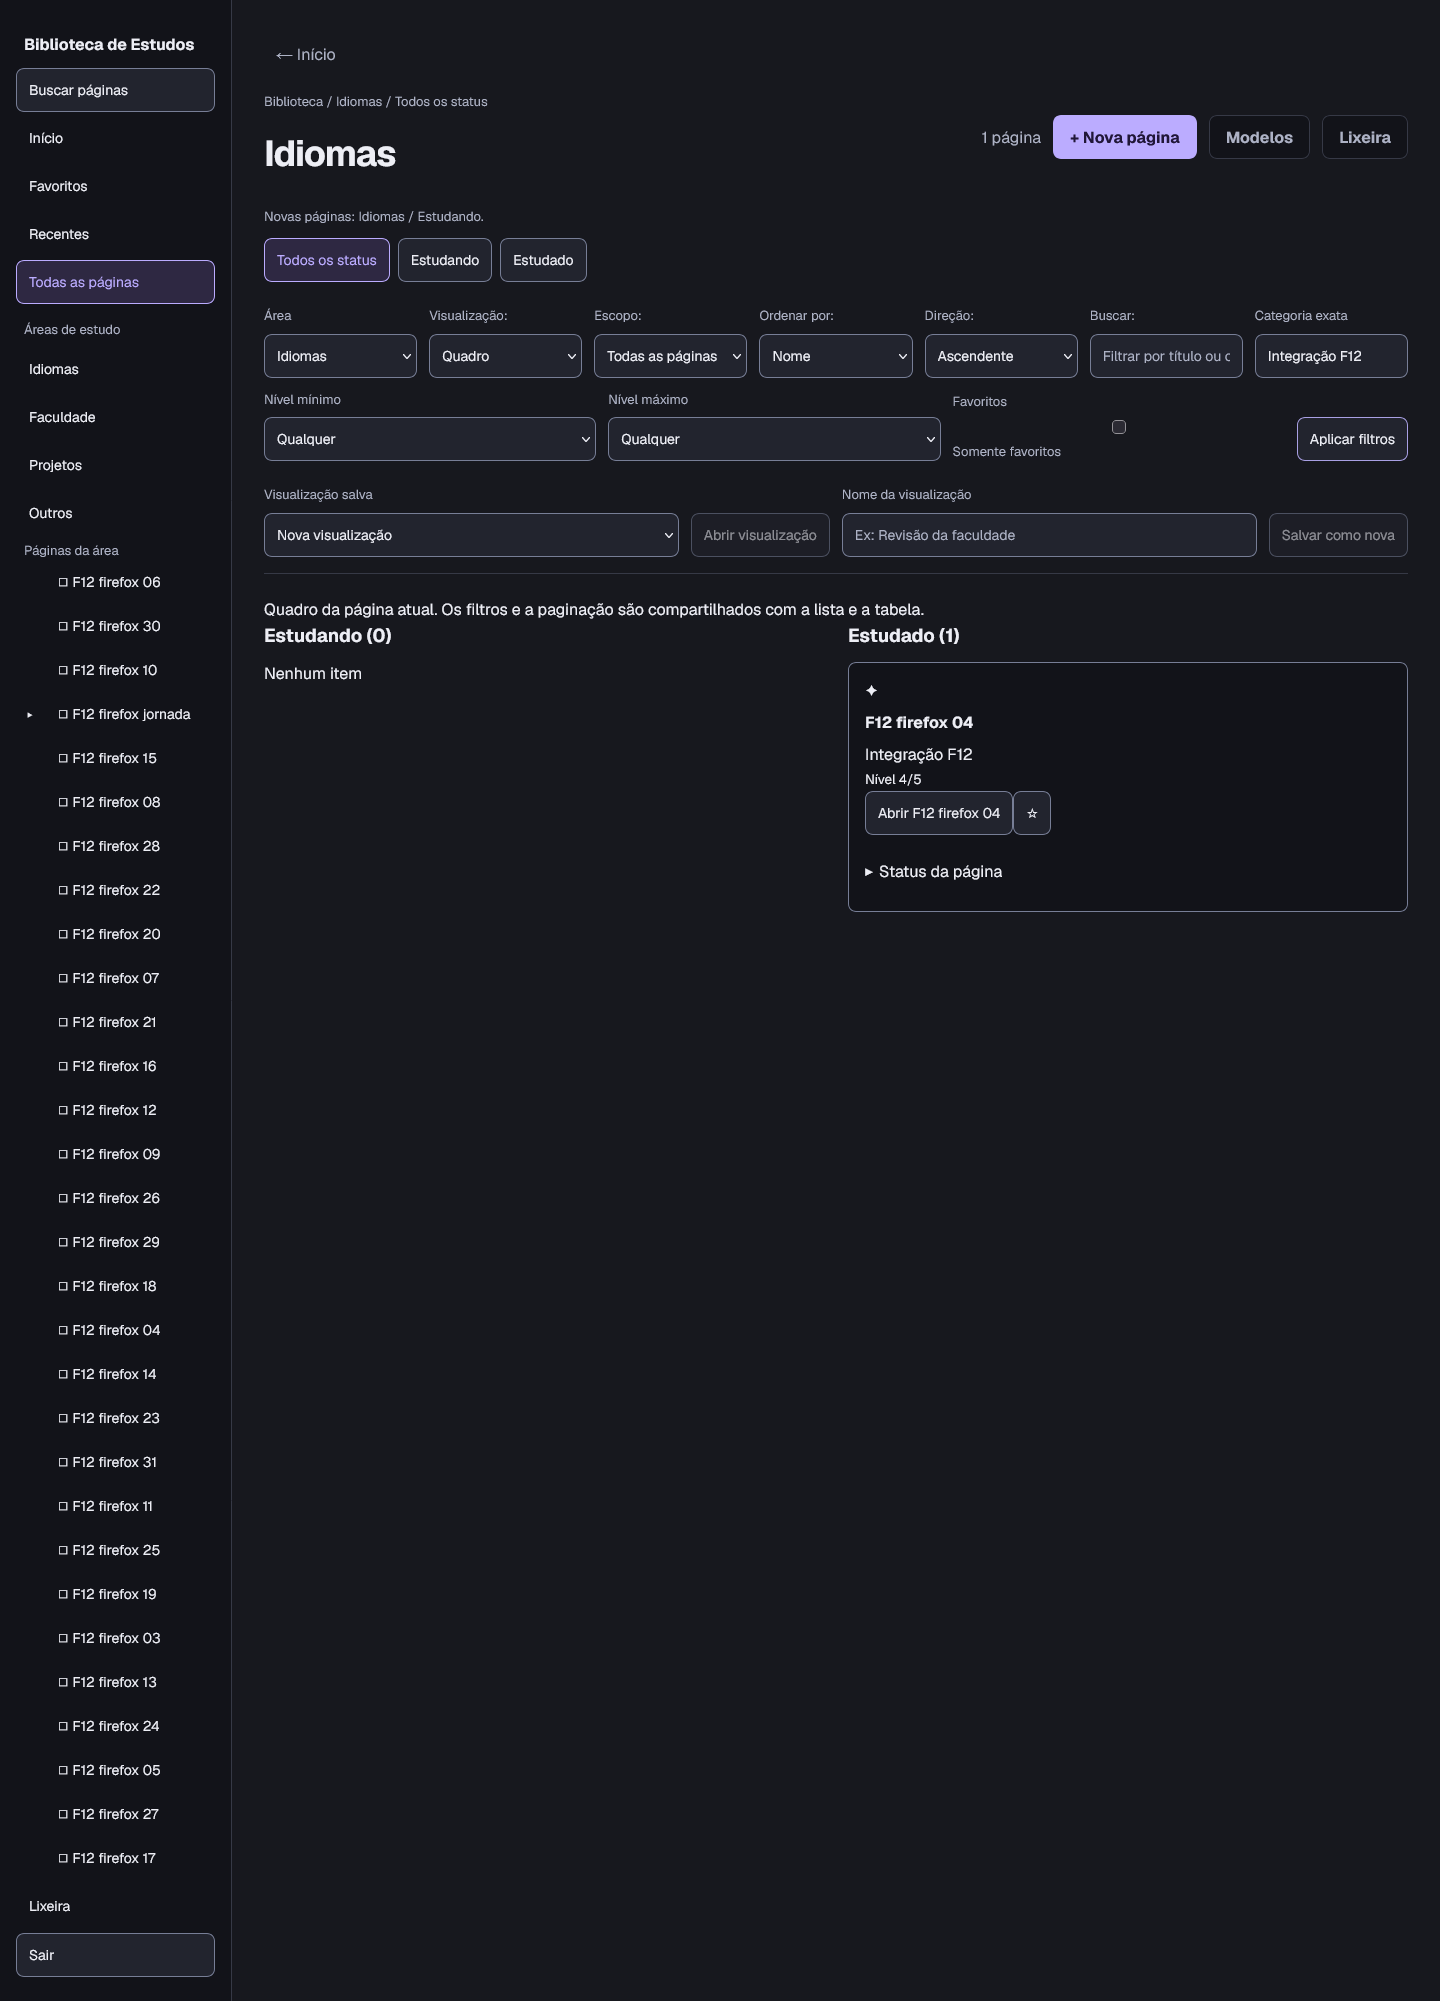 Biblioteca de Estudos
Buscar páginas
Início
Favoritos
Recentes
Todas as páginas
Áreas de estudo
Idiomas
Faculdade
Projetos
Outros
Páginas da área
F12 firefox 06
F12 firefox 30
F12 firefox 10
▸ F12 firefox jornada
F12 firefox 15
F12 firefox 08
F12 firefox 28
F12 firefox 22
F12 firefox 20
F12 firefox 07
F12 firefox 21
F12 firefox 16
F12 firefox 12
F12 firefox 09
F12 firefox 26
F12 firefox 29
F12 firefox 18
F12 firefox 04
F12 firefox 14
F12 firefox 23
F12 firefox 31
F12 firefox 11
F12 firefox 25
F12 firefox 19
F12 firefox 03
F12 firefox 13
F12 firefox 24
F12 firefox 05
F12 firefox 27
F12 firefox 17
Lixeira
Sair
← Início
Biblioteca / Idiomas / Todos os status
Idiomas
1 página + Nova página Modelos Lixeira
Novas páginas: Idiomas / Estudando.
Todos os status Estudando Estudado
Área Visualização: Escopo: Ordenar por: Direção: Buscar: Categoria exata
Idiomas Quadro Todas as páginas Nome Ascendente Filtrar por título ou c Integração F12
Nível mínimo Nível máximo Favoritos
Qualquer Qualquer Somente favoritos Aplicar filtros
Visualização salva Nome da visualização
Nova visualização Abrir visualização Ex: Revisão da faculdade Salvar como nova
Quadro da página atual. Os filtros e a paginação são compartilhados com a lista e a tabela.
Estudando (0)
Nenhum item
Estudado (1)
✦
F12 firefox 04
Integração F12
Nível 4/5
Abrir F12 firefox 04 ☆
▸ Status da página